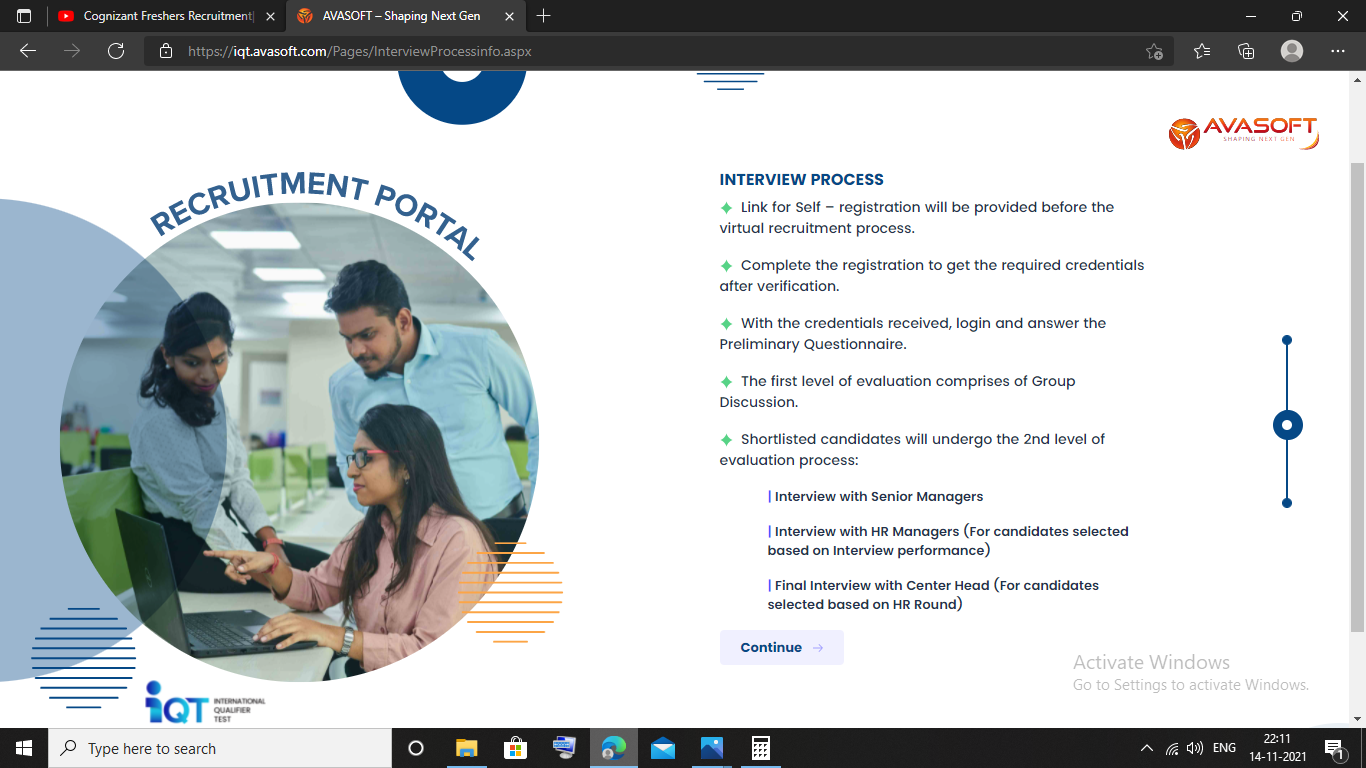 Cognizant Freshers Recruitment|
AVASOFT – Shaping Next Gen
https://iqt.avasoft.com/Pages/InterviewProcessinfo.aspx
AVASOFT
SHAPING NEXT GEN
RECRUITMENT PORTAL
INTERVIEW PROCESS
Link for Self – registration will be provided before the
virtual recruitment process.
Complete the registration to get the required credentials
after verification.
With the credentials received, login and answer the
Preliminary Questionnaire.
The first level of evaluation comprises of Group
Discussion.
Shortlisted candidates will undergo the 2nd level of
evaluation process:
| Interview with Senior Managers
| Interview with HR Managers (For candidates selected
based on Interview performance)
| Final Interview with Center Head (For candidates
selected based on HR Round)
Continue →
Activate Windows
Go to Settings to activate Windows.
iQT
INTERNATIONAL
QUALIFIER
TEST
Type here to search
ENG
22:11
14-11-2021
1